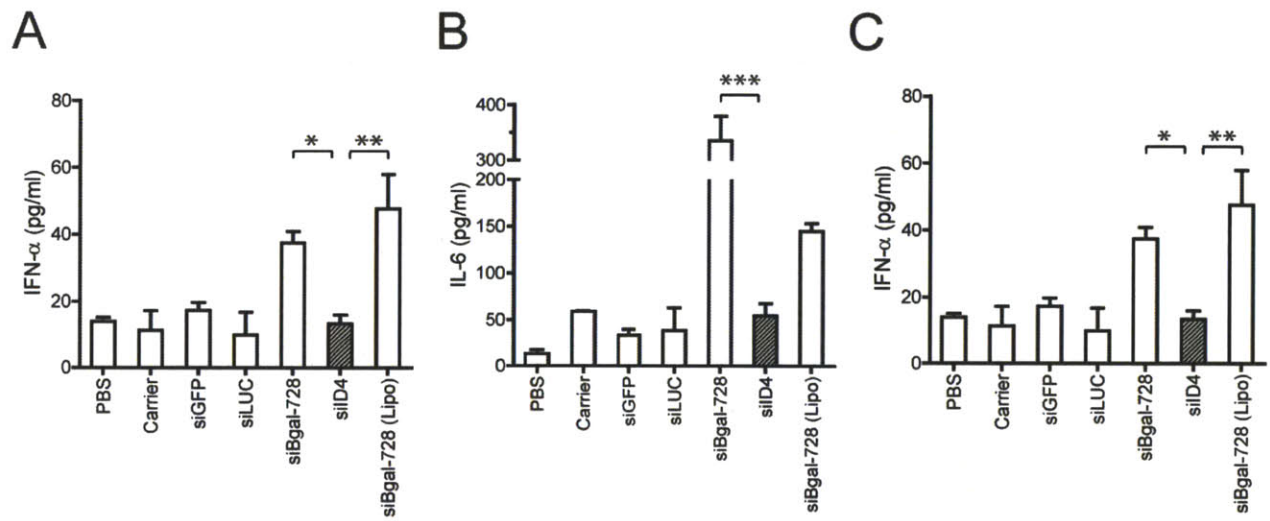 A
80
60
40
20
0
IFN-α (pg/ml)
*
**
PBS
Carrier
siGFP
siLUC
siBgal-728
siID4
siBgal-728 (Lipo)
B
400
300
200
150
100
50
0
IL-6 (pg/ml)
***
PBS
Carrier
siGFP
siLUC
siBgal-728
siID4
siBgal-728 (Lipo)
C
80
60
40
20
0
IFN-α (pg/ml)
*
**
PBS
Carrier
siGFP
siLUC
siBgal-728
siID4
siBgal-728 (Lipo)